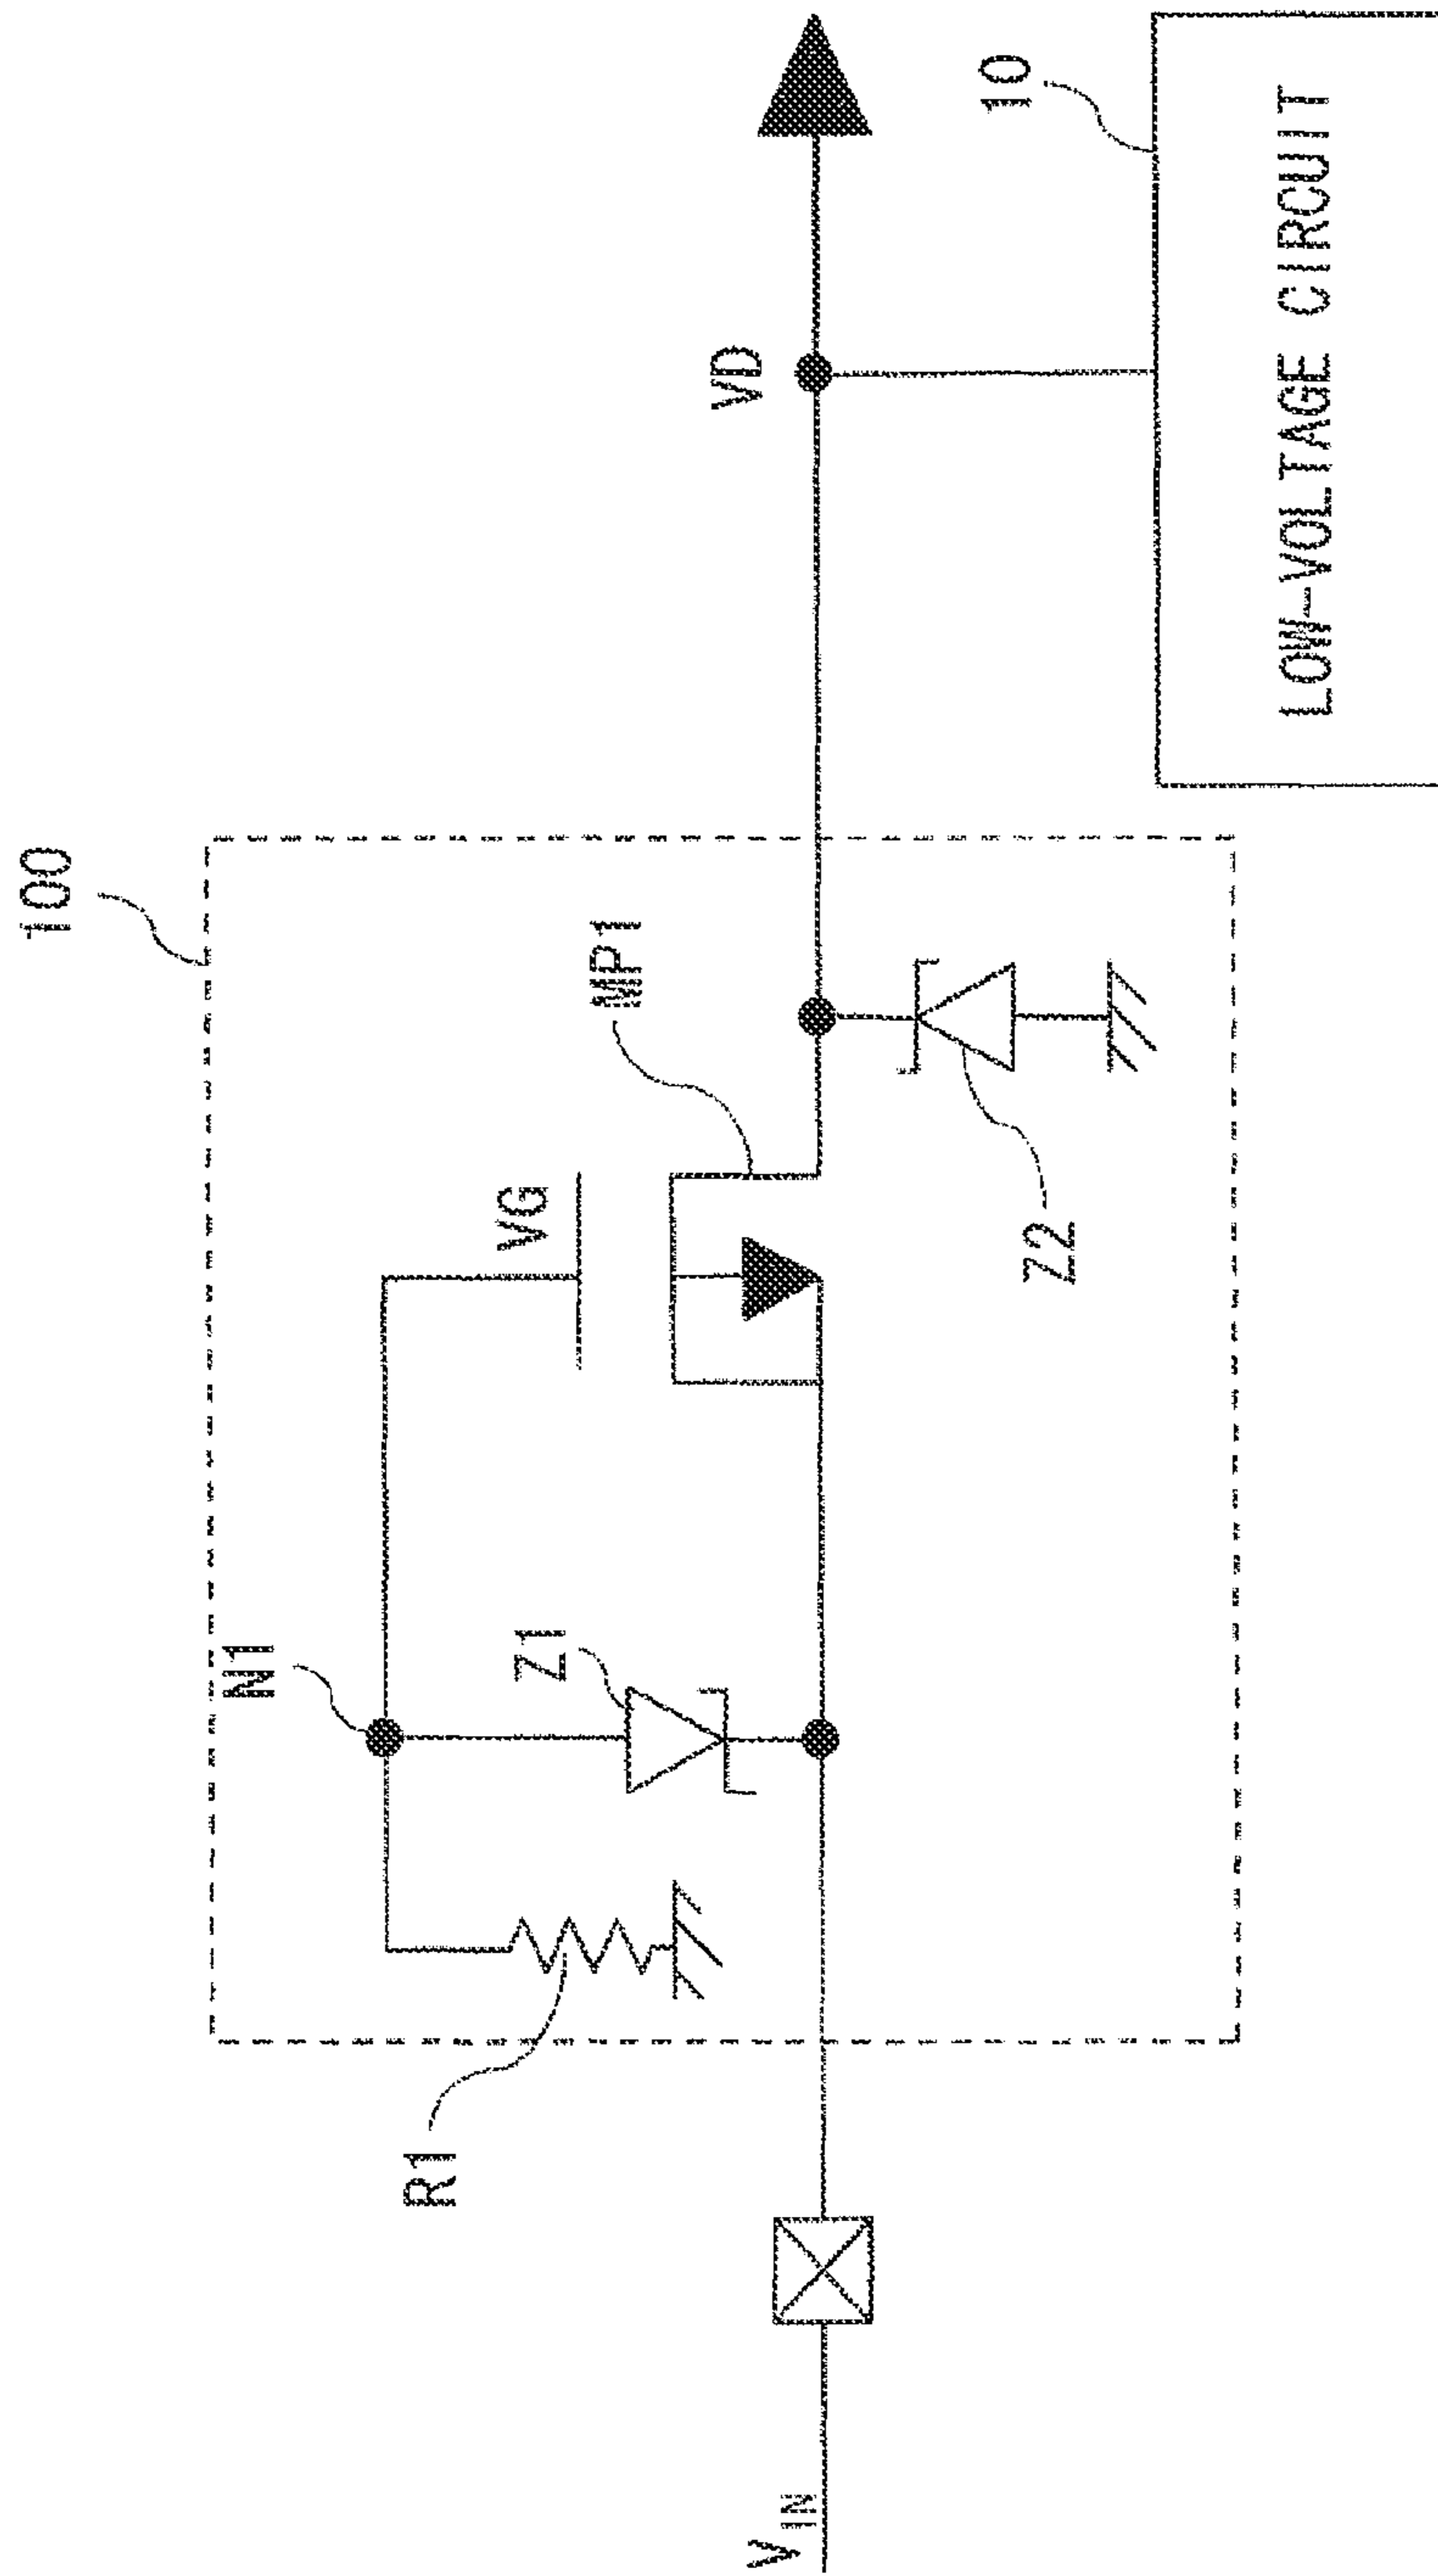 100
N1
VG
MP1
VD
Z1
R1
Z2
10
VIN
LOW-VOLTAGE CIRCUIT